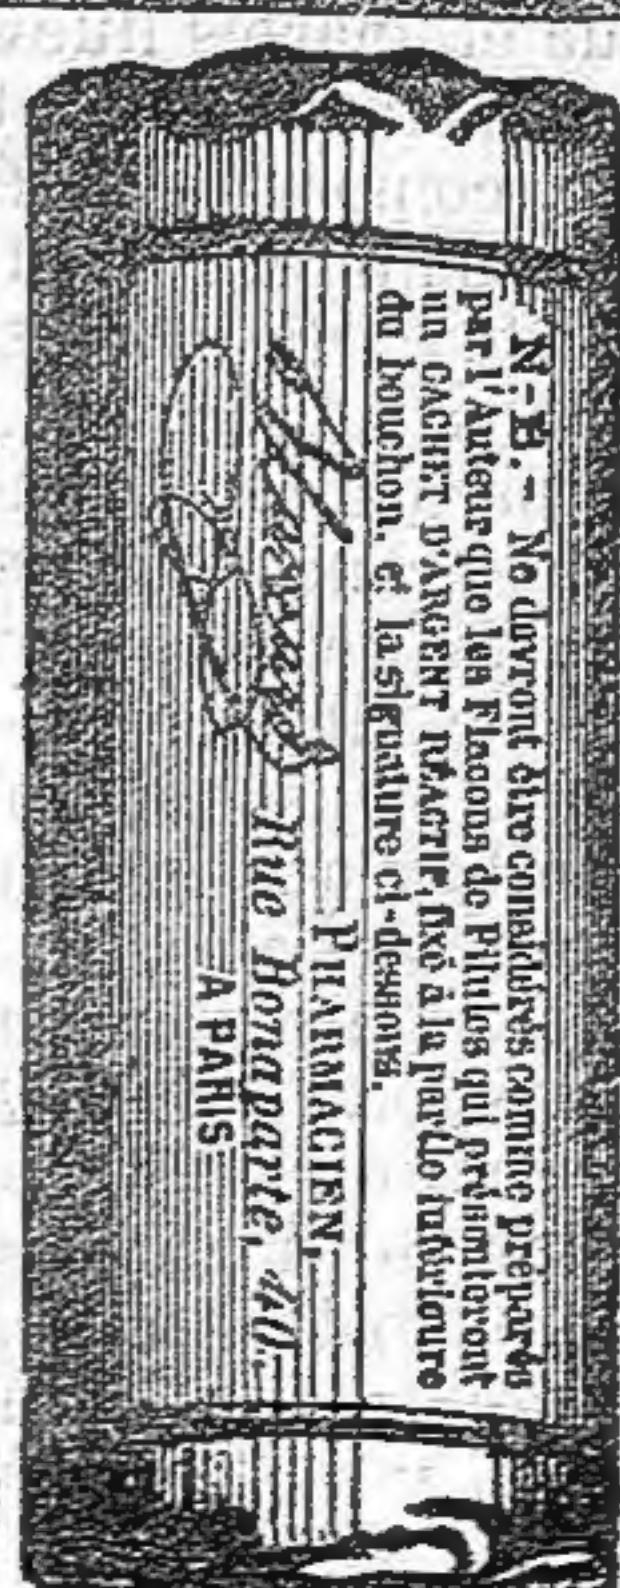 N.-B. - Ne devront être considérés comme préparés
par l'Auteur que les Flacons de Pilules qui présenteront
un CACHET D'ARGENT RÉACTIF, fixé à la partie inférieure
du bouchon, et la signature ci-dessous.
PHARMACIEN,
Rue Bonaparte, 40,
A PARIS